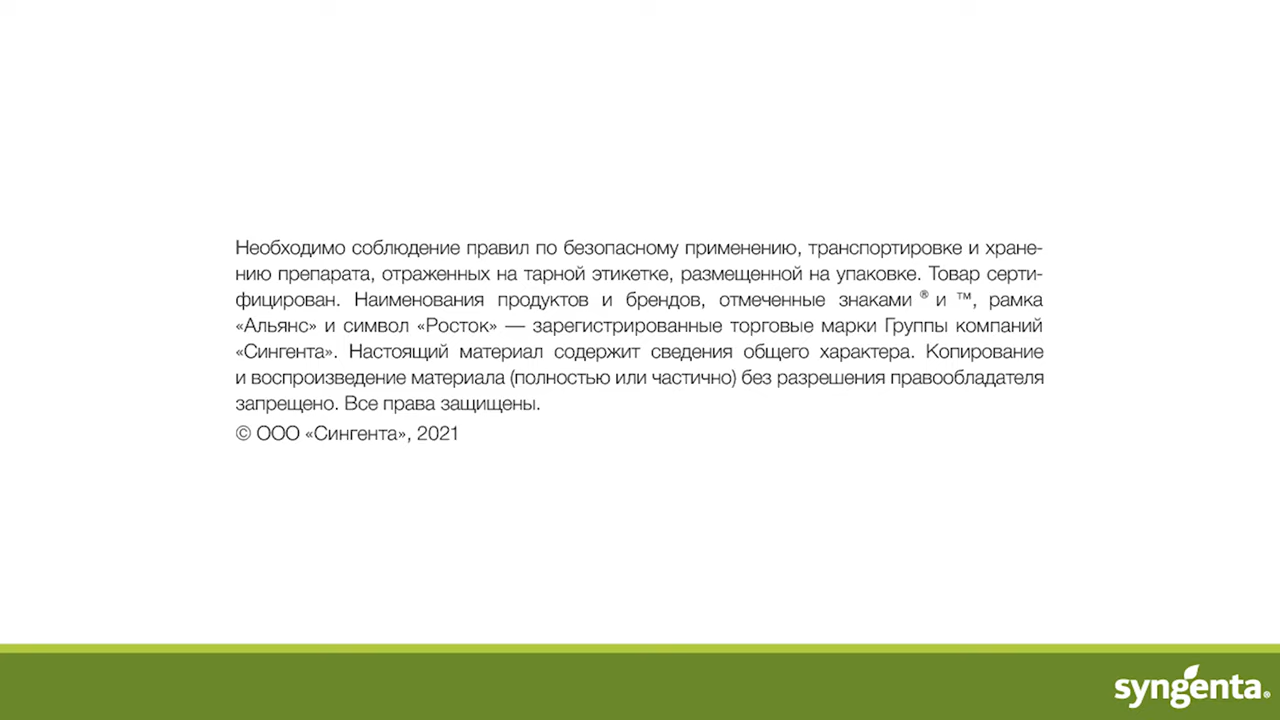 Необходимо соблюдение правил по безопасному применению, транспортировке и хране-
нию препарата, отраженных на тарной этикетке, размещенной на упаковке. Товар серти-
фицирован. Наименования продуктов и брендов, отмеченные знаками ® и ™, рамка
«Альянс» и символ «Росток» — зарегистрированные торговые марки Группы компаний
«Сингента». Настоящий материал содержит сведения общего характера. Копирование
и воспроизведение материала (полностью или частично) без разрешения правообладателя
запрещено. Все права защищены.
© ООО «Сингента», 2021
syngenta®